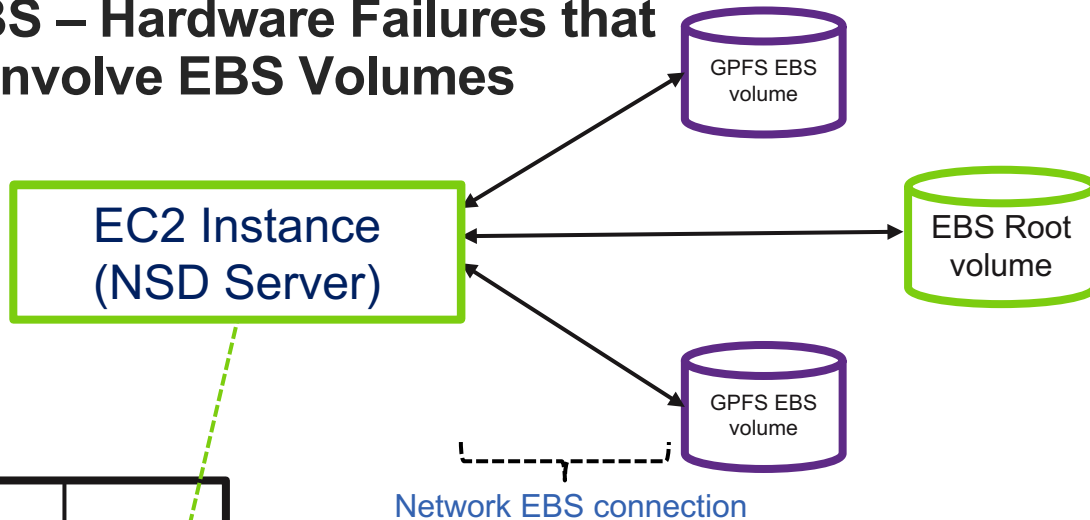 BS – Hardware Failures that
nvolve EBS Volumes
GPFS EBS
volume
EC2 Instance
(NSD Server)
EBS Root
volume
GPFS EBS
volume
Network EBS connection